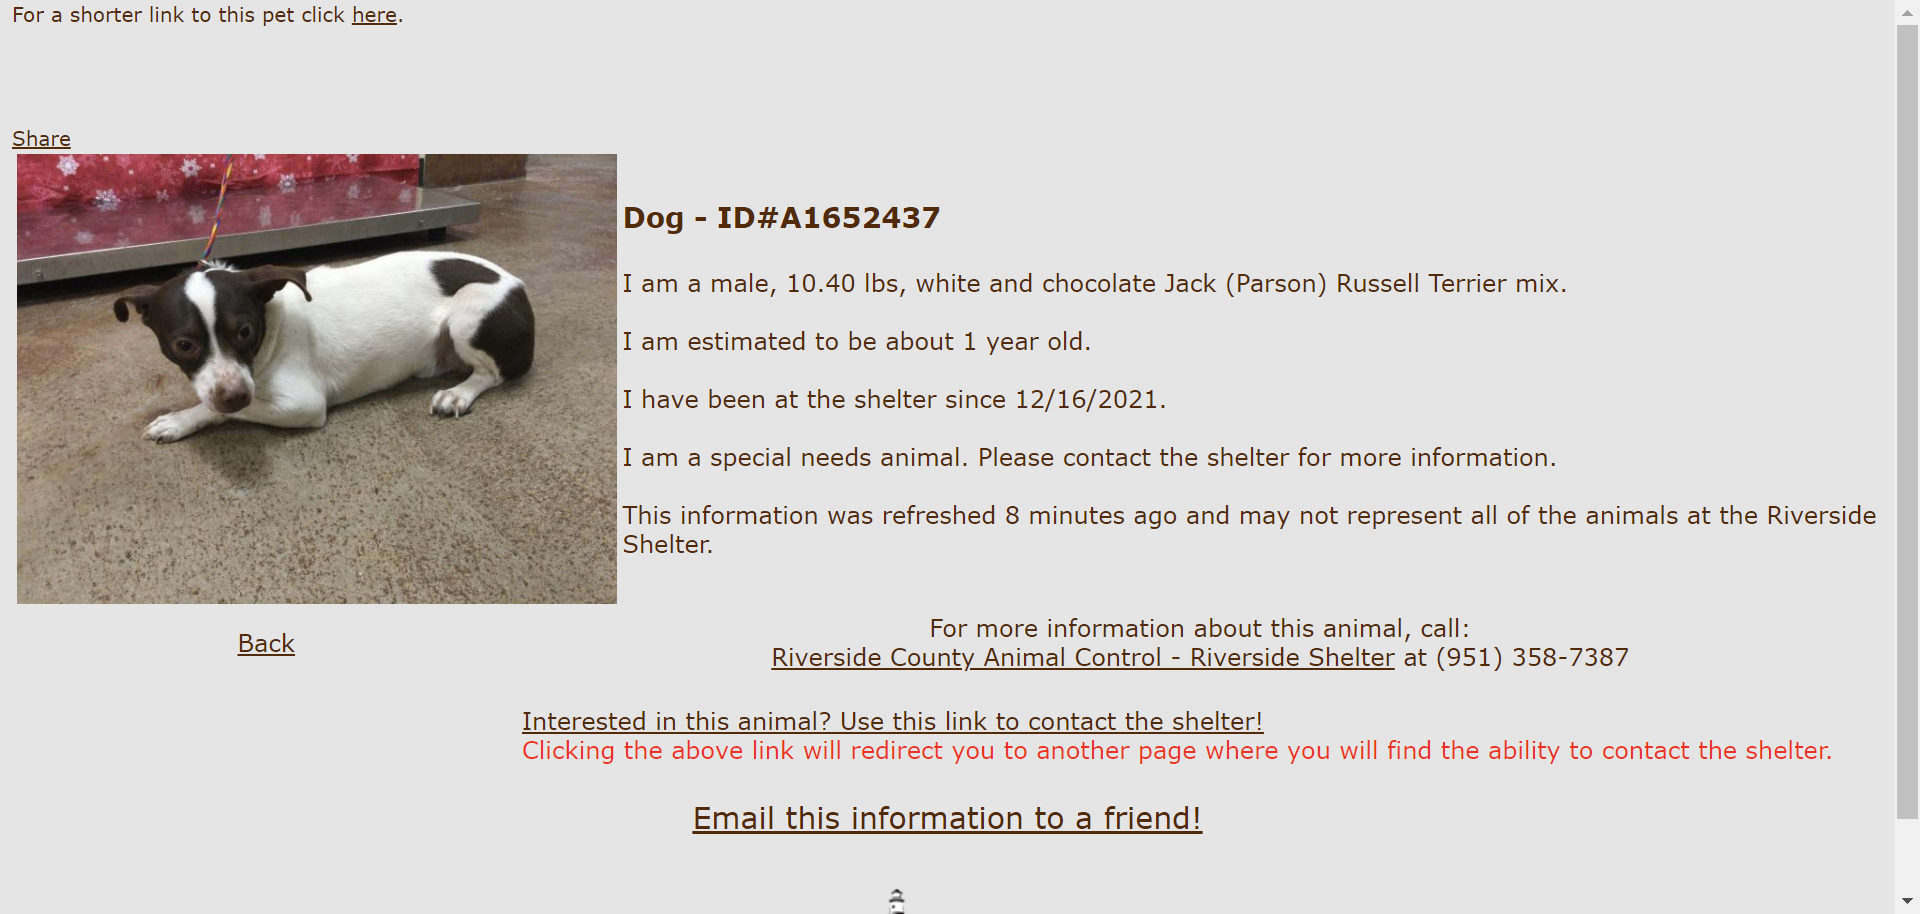 For a shorter link to this pet click here.
Share
Dog - ID#A1652437
I am a male, 10.40 lbs, white and chocolate Jack (Parson) Russell Terrier mix.
I am estimated to be about 1 year old.
I have been at the shelter since 12/16/2021.
I am a special needs animal. Please contact the shelter for more information.
This information was refreshed 8 minutes ago and may not represent all of the animals at the Riverside
Shelter.
Back
For more information about this animal, call:
Riverside County Animal Control - Riverside Shelter at (951) 358-7387
Interested in this animal? Use this link to contact the shelter!
Clicking the above link will redirect you to another page where you will find the ability to contact the shelter.
Email this information to a friend!